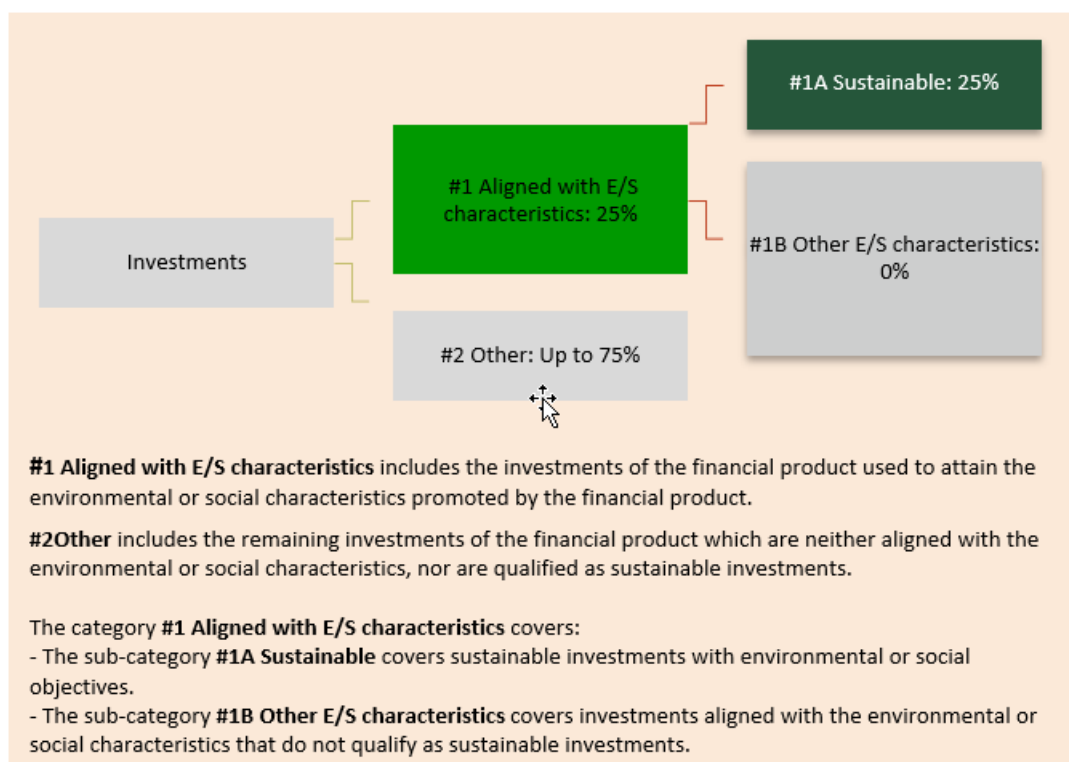 #1A Sustainable: 25%
#1 Aligned with E/S
characteristics: 25%
Investments
#1B Other E/S characteristics:
0%
#2 Other: Up to 75%
#1 Aligned with E/S characteristics includes the investments of the financial product used to attain the
environmental or social characteristics promoted by the financial product.
#2Other includes the remaining investments of the financial product which are neither aligned with the
environmental or social characteristics, nor are qualified as sustainable investments.
The category #1 Aligned with E/S characteristics covers:
- The sub-category #1A Sustainable covers sustainable investments with environmental or social
objectives.
- The sub-category #1B Other E/S characteristics covers investments aligned with the environmental or
social characteristics that do not qualify as sustainable investments.